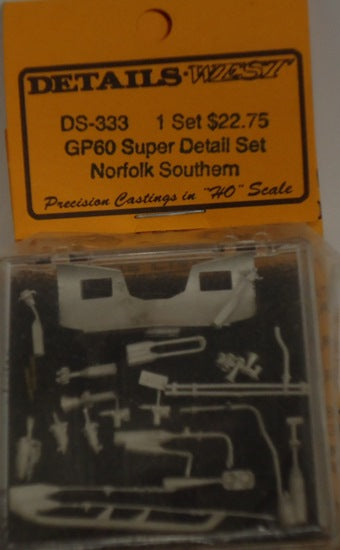 DETAILS·WEST
DS-333 1 Set $22.75
GP60 Super Detail Set
Norfolk Southern
Precision Castings in "HO" Scale